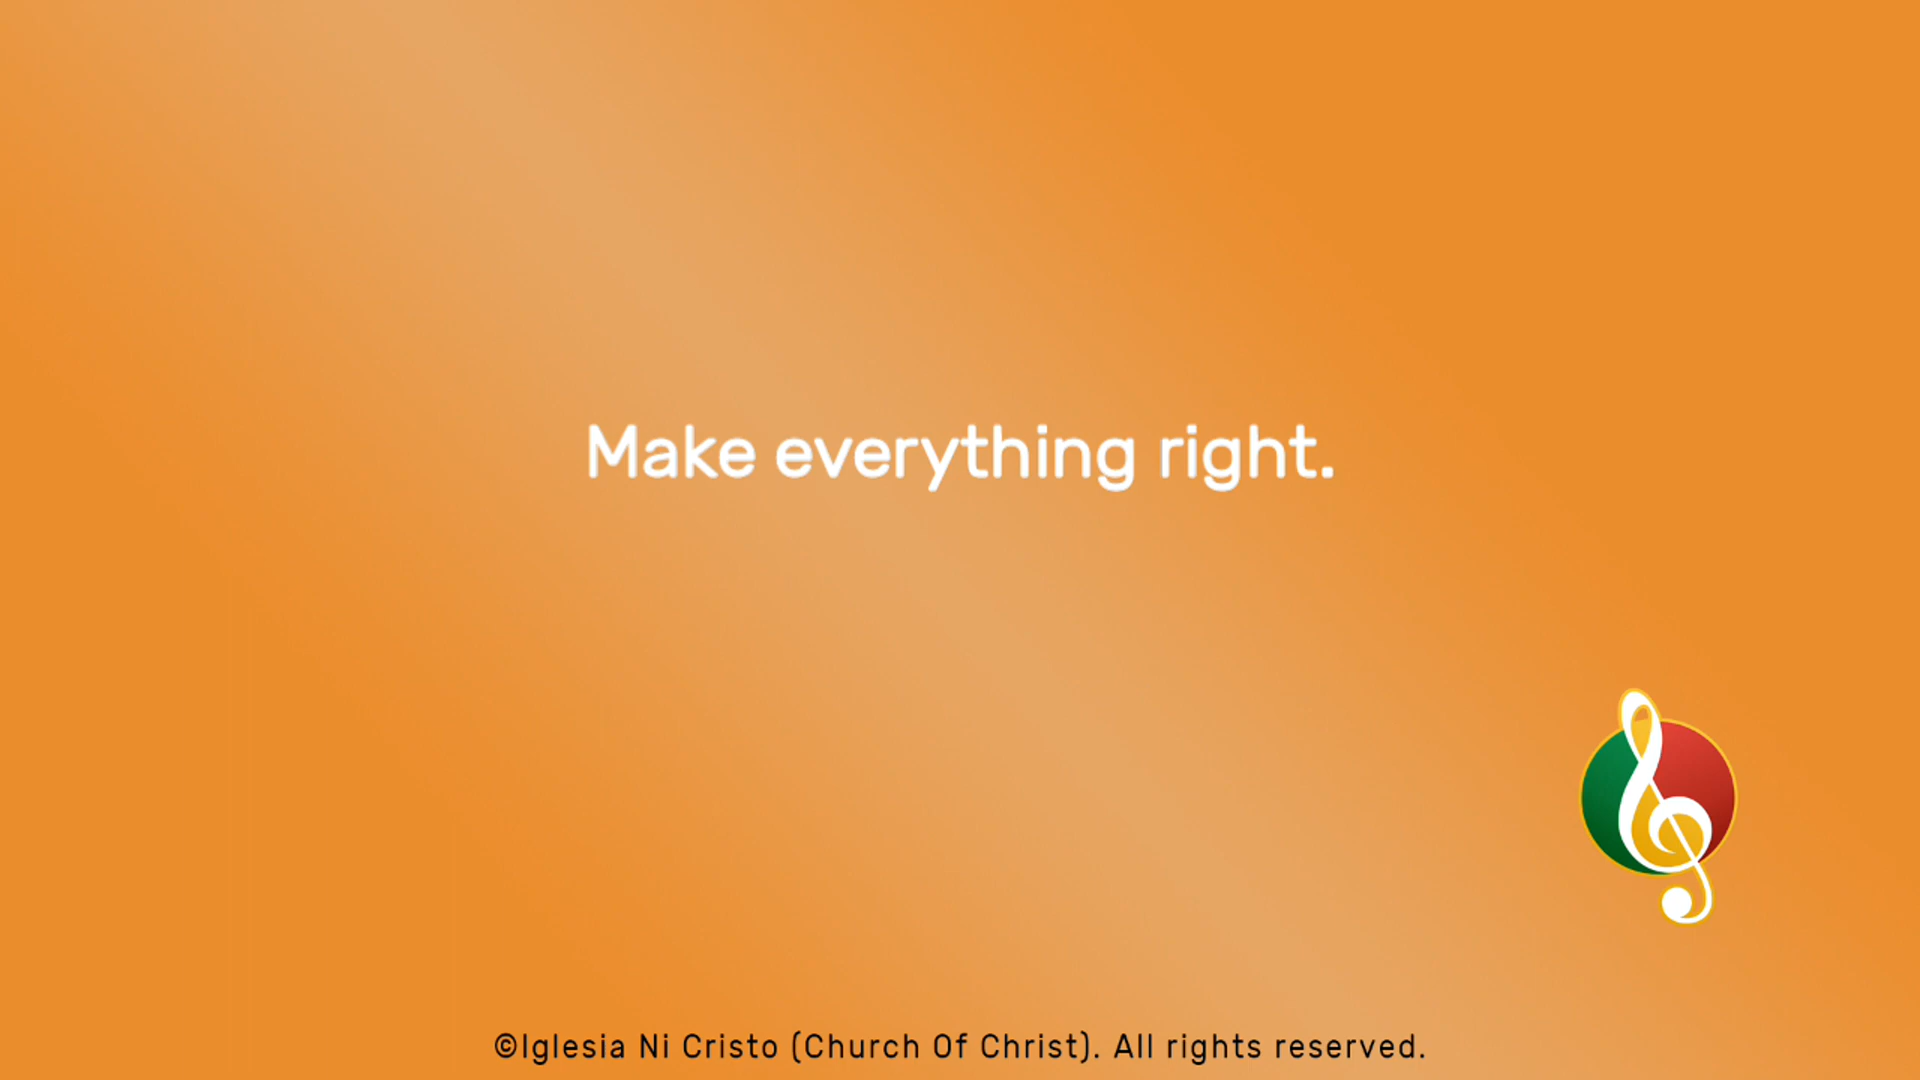 Make everything right.
©Iglesia Ni Cristo (Church Of Christ). All rights reserved.